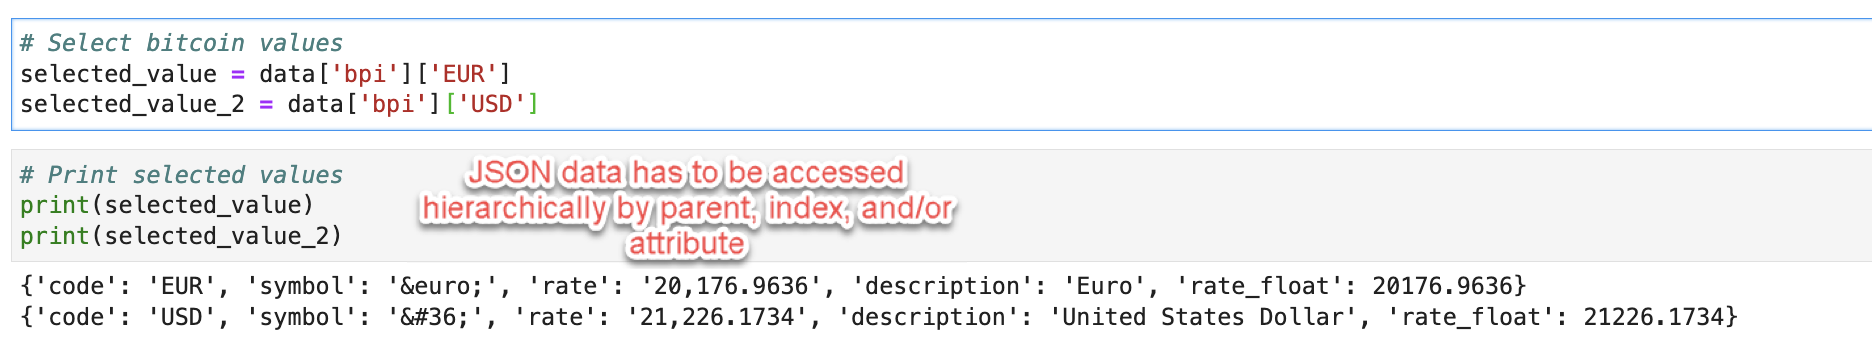 # Select bitcoin values
selected_value = data['bpi']['EUR']
selected_value_2 = data['bpi']['USD']
# Print selected values
print(selected_value)
print(selected_value_2)
JSON data has to be accessed
hierarchically by parent, index, and/or
attribute
{'code': 'EUR', 'symbol': '&euro;', 'rate': '20,176.9636', 'description': 'Euro', 'rate_float': 20176.9636}
{'code': 'USD', 'symbol': '&#36;', 'rate': '21,226.1734', 'description': 'United States Dollar', 'rate_float': 21226.1734}